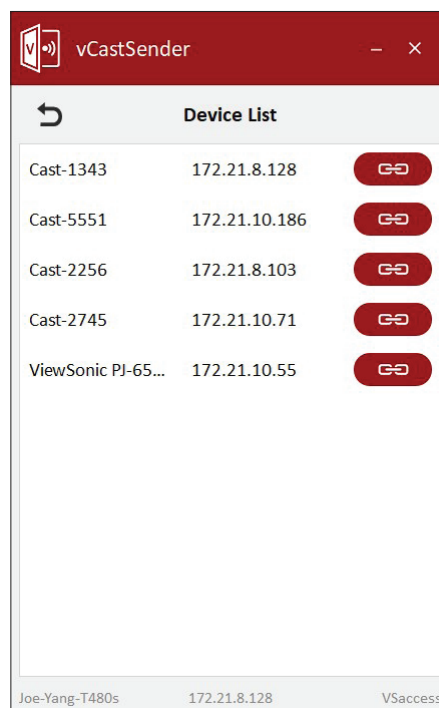 V vCastSender
Device List
Cast-1343 172.21.8.128
Cast-5551 172.21.10.186
Cast-2256 172.21.8.103
Cast-2745 172.21.10.71
ViewSonic PJ-65... 172.21.10.55
Joe-Yang-T480s 172.21.8.128 VSaccess